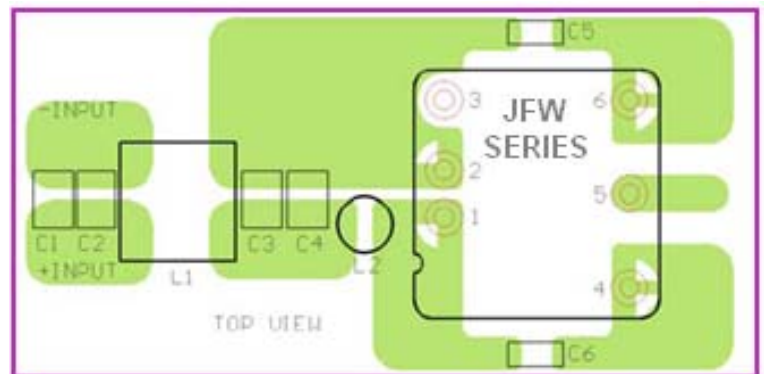 C5
-INPUT
3
JFW
SERIES
6
2
5
1
C1 C2
C3 C4
L2
+INPUT
L1
4
TOP VIEW
C6